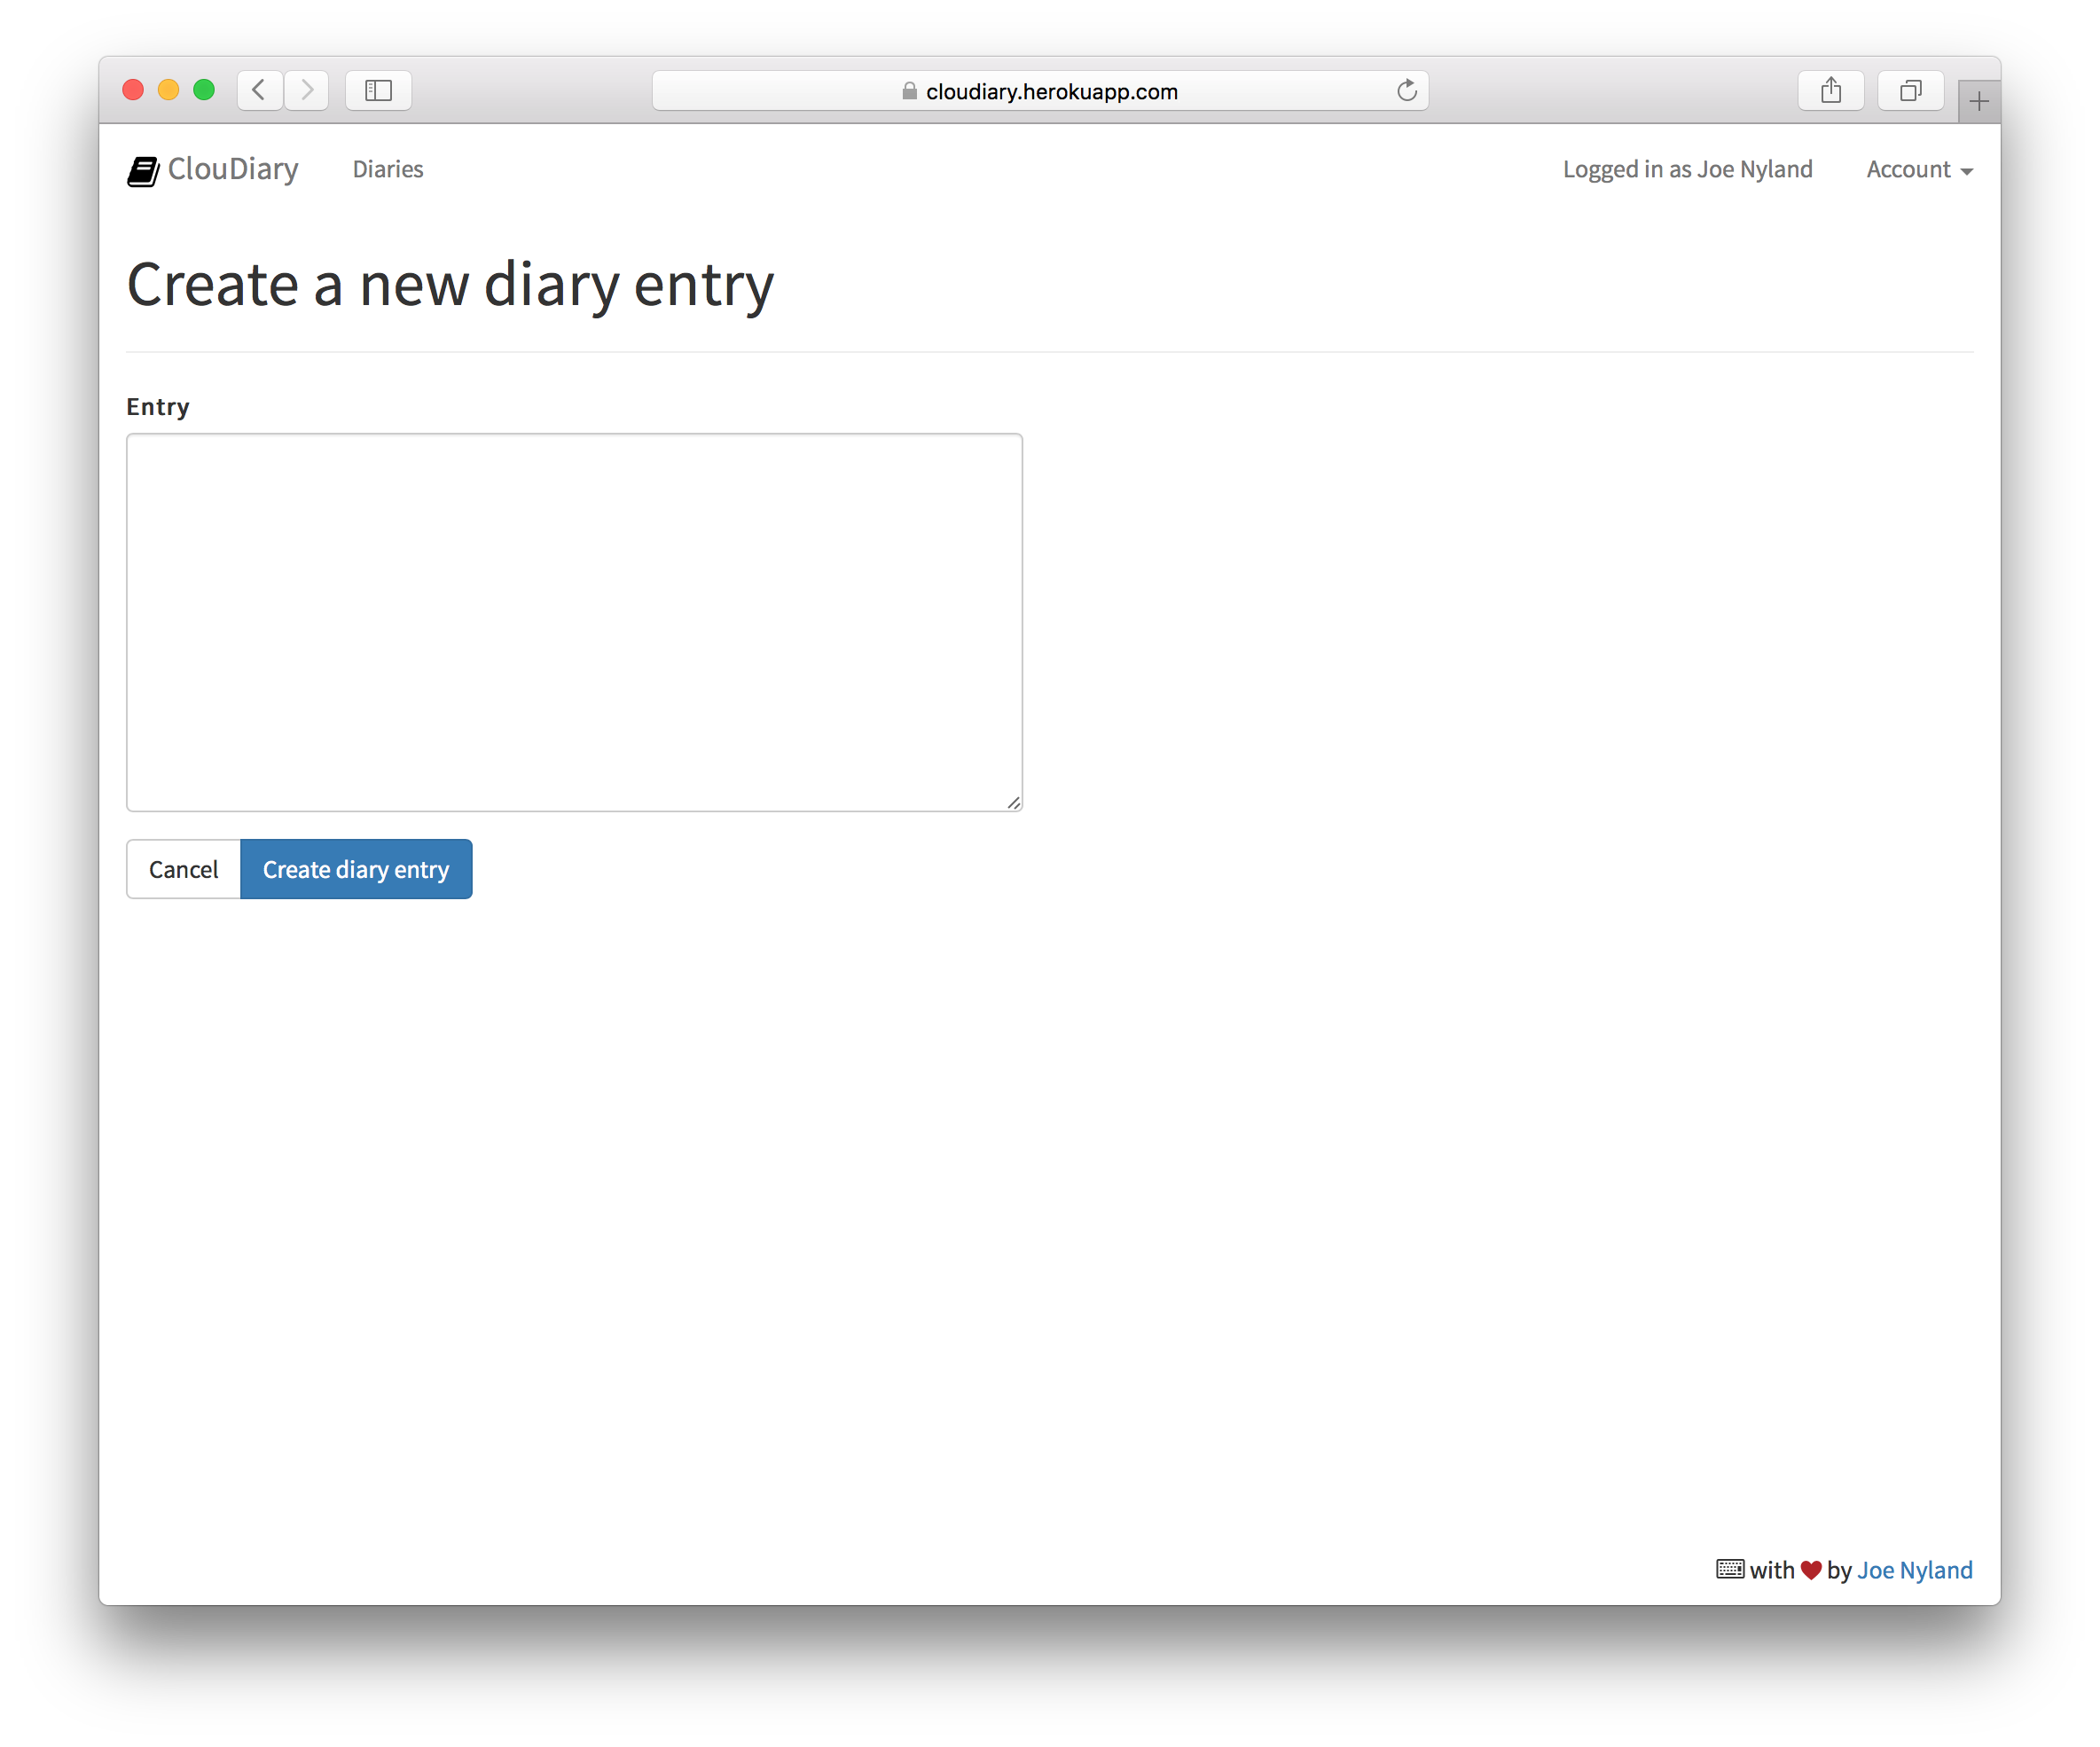 cloudiary.herokuapp.com
ClouDiary Diaries Logged in as Joe Nyland Account
Create a new diary entry
Entry
Cancel Create diary entry
with by Joe Nyland